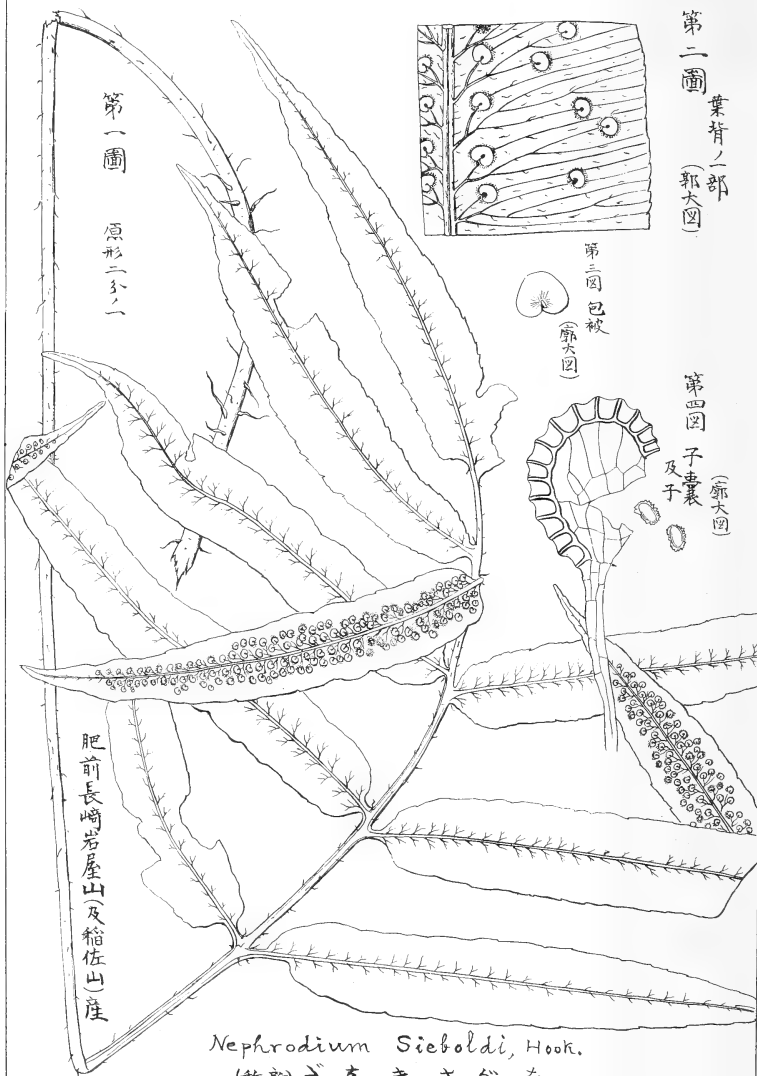 第二圖
葉背ノ一部
(郭大図)
第一圖
原形二分ノ一
第三図 包被
(郭大図)
第四図 子囊
及子
(郭大図)
肥前長崎岩屋山(及稲佐山)産
Nephrodium Sieboldi, Hook.